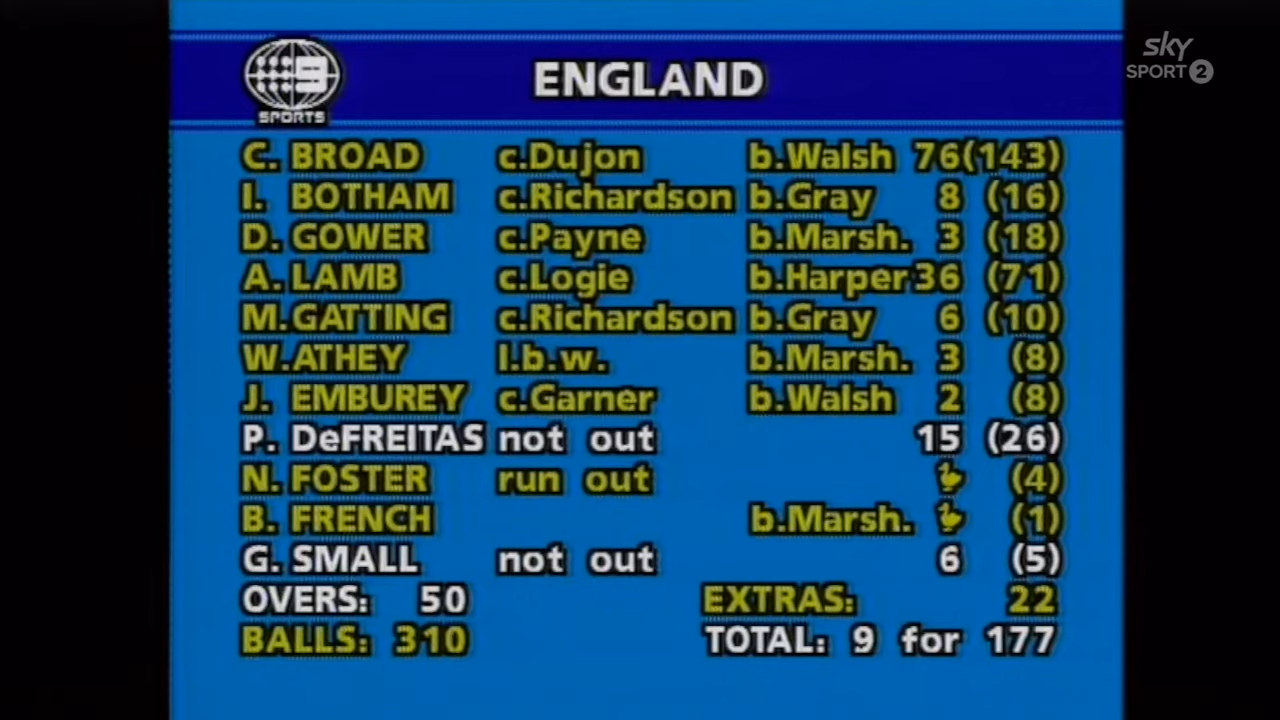 sky
SPORT 2
9
SPORTS
ENGLAND
C. BROAD c.Dujon b.Walsh 76(143)
I. BOTHAM c.Richardson b.Gray 8 (16)
D. GOWER c.Payne b.Marsh. 3 (18)
A. LAMB c.Logie b.Harper 36 (71)
M.GATTING c.Richardson b.Gray 6 (10)
W.ATHEY l.b.w. b.Marsh. 3 (8)
J. EMBUREY c.Garner b.Walsh 2 (8)
P. DeFREITAS not out 15 (26)
N. FOSTER run out (4)
B. FRENCH b.Marsh. (1)
G. SMALL not out 6 (5)
OVERS: 50 EXTRAS: 22
BALLS: 310 TOTAL: 9 for 177